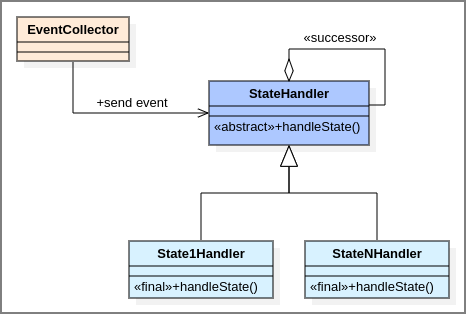 EventCollector
«successor»
StateHandler
+send event
«abstract»+handleState()
State1Handler
StateNHandler
«final»+handleState()
«final»+handleState()